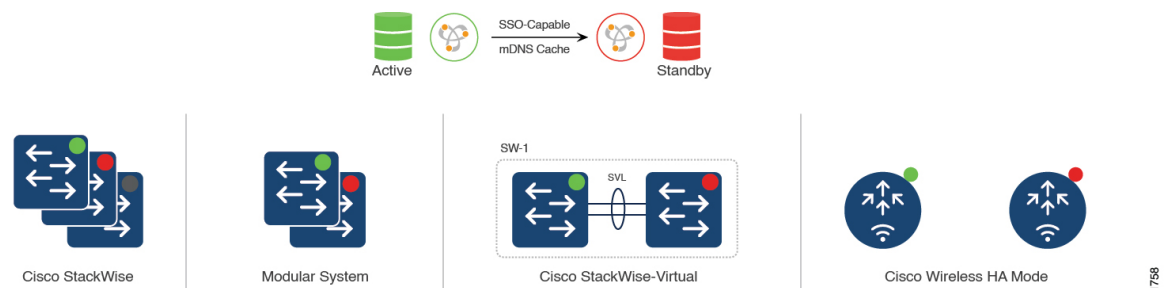 SSO-Capable
mDNS Cache
Active
Standby
SW-1
SVL
Cisco StackWise
Modular System
Cisco StackWise-Virtual
Cisco Wireless HA Mode